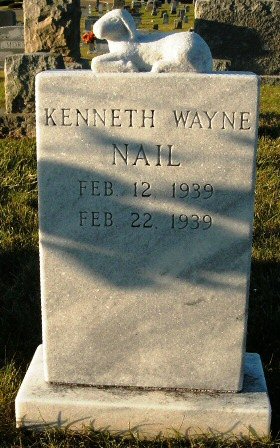 KENNETH WAYNE
NAIL
FEB. 12, 1939
FEB. 22, 1939